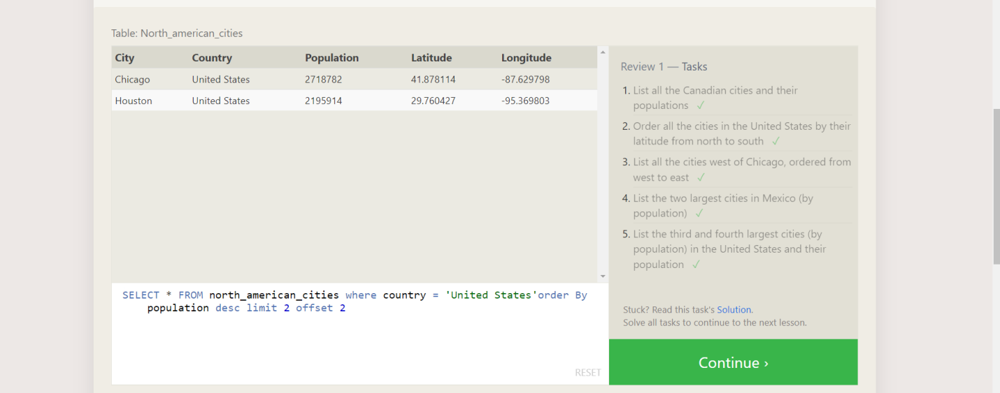 Table: North_american_cities
City Country Population Latitude Longitude
Chicago United States 2718782 41.878114 -87.629798
Houston United States 2195914 29.760427 -95.369803
SELECT * FROM north_american_cities where country = 'United States'order By
population desc limit 2 offset 2
RESET
Review 1 — Tasks
1. List all the Canadian cities and their
populations ✓
2. Order all the cities in the United States by their
latitude from north to south ✓
3. List all the cities west of Chicago, ordered from
west to east ✓
4. List the two largest cities in Mexico (by
population) ✓
5. List the third and fourth largest cities (by
population) in the United States and their
population ✓
Stuck? Read this task's Solution.
Solve all tasks to continue to the next lesson.
Continue ›